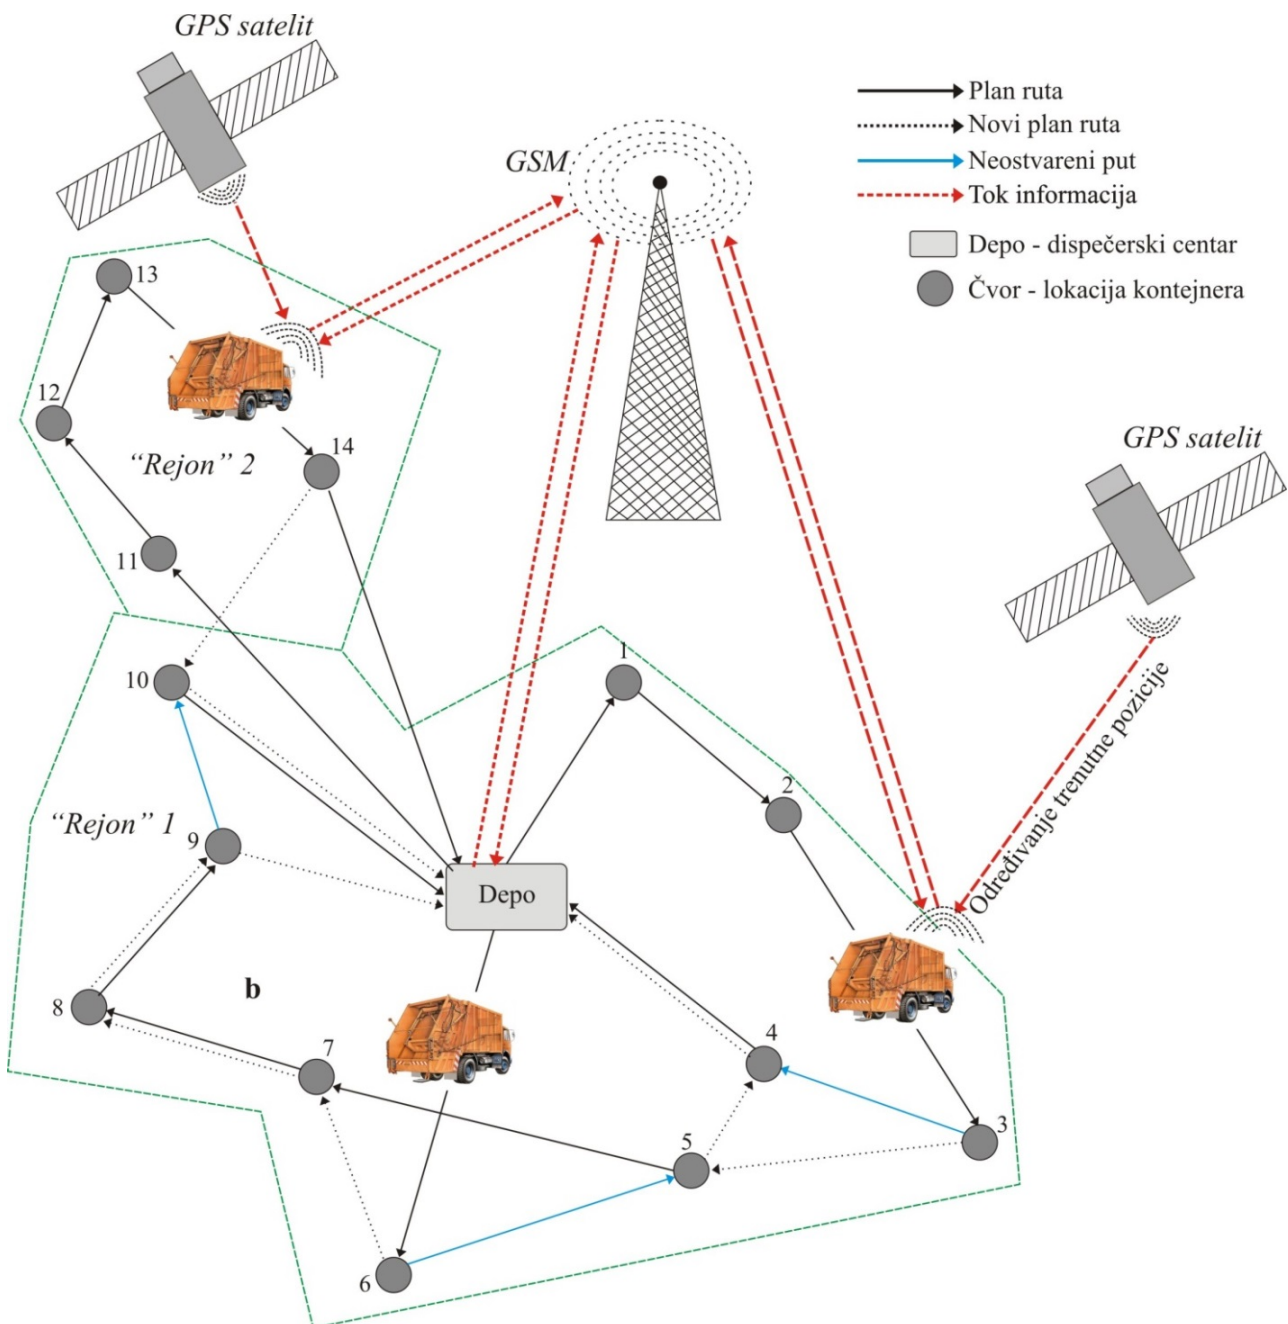 GPS satelit
GSM
Plan ruta
Novi plan ruta
Neostvareni put
Tok informacija
Depo - dispečerski centar
Čvor - lokacija kontejnera
13
12
14
“Rejon” 2
11
GPS satelit
10
1
2
“Rejon” 1
9
Depo
Određivanje trenutne pozicije
b
8
7
4
3
5
6